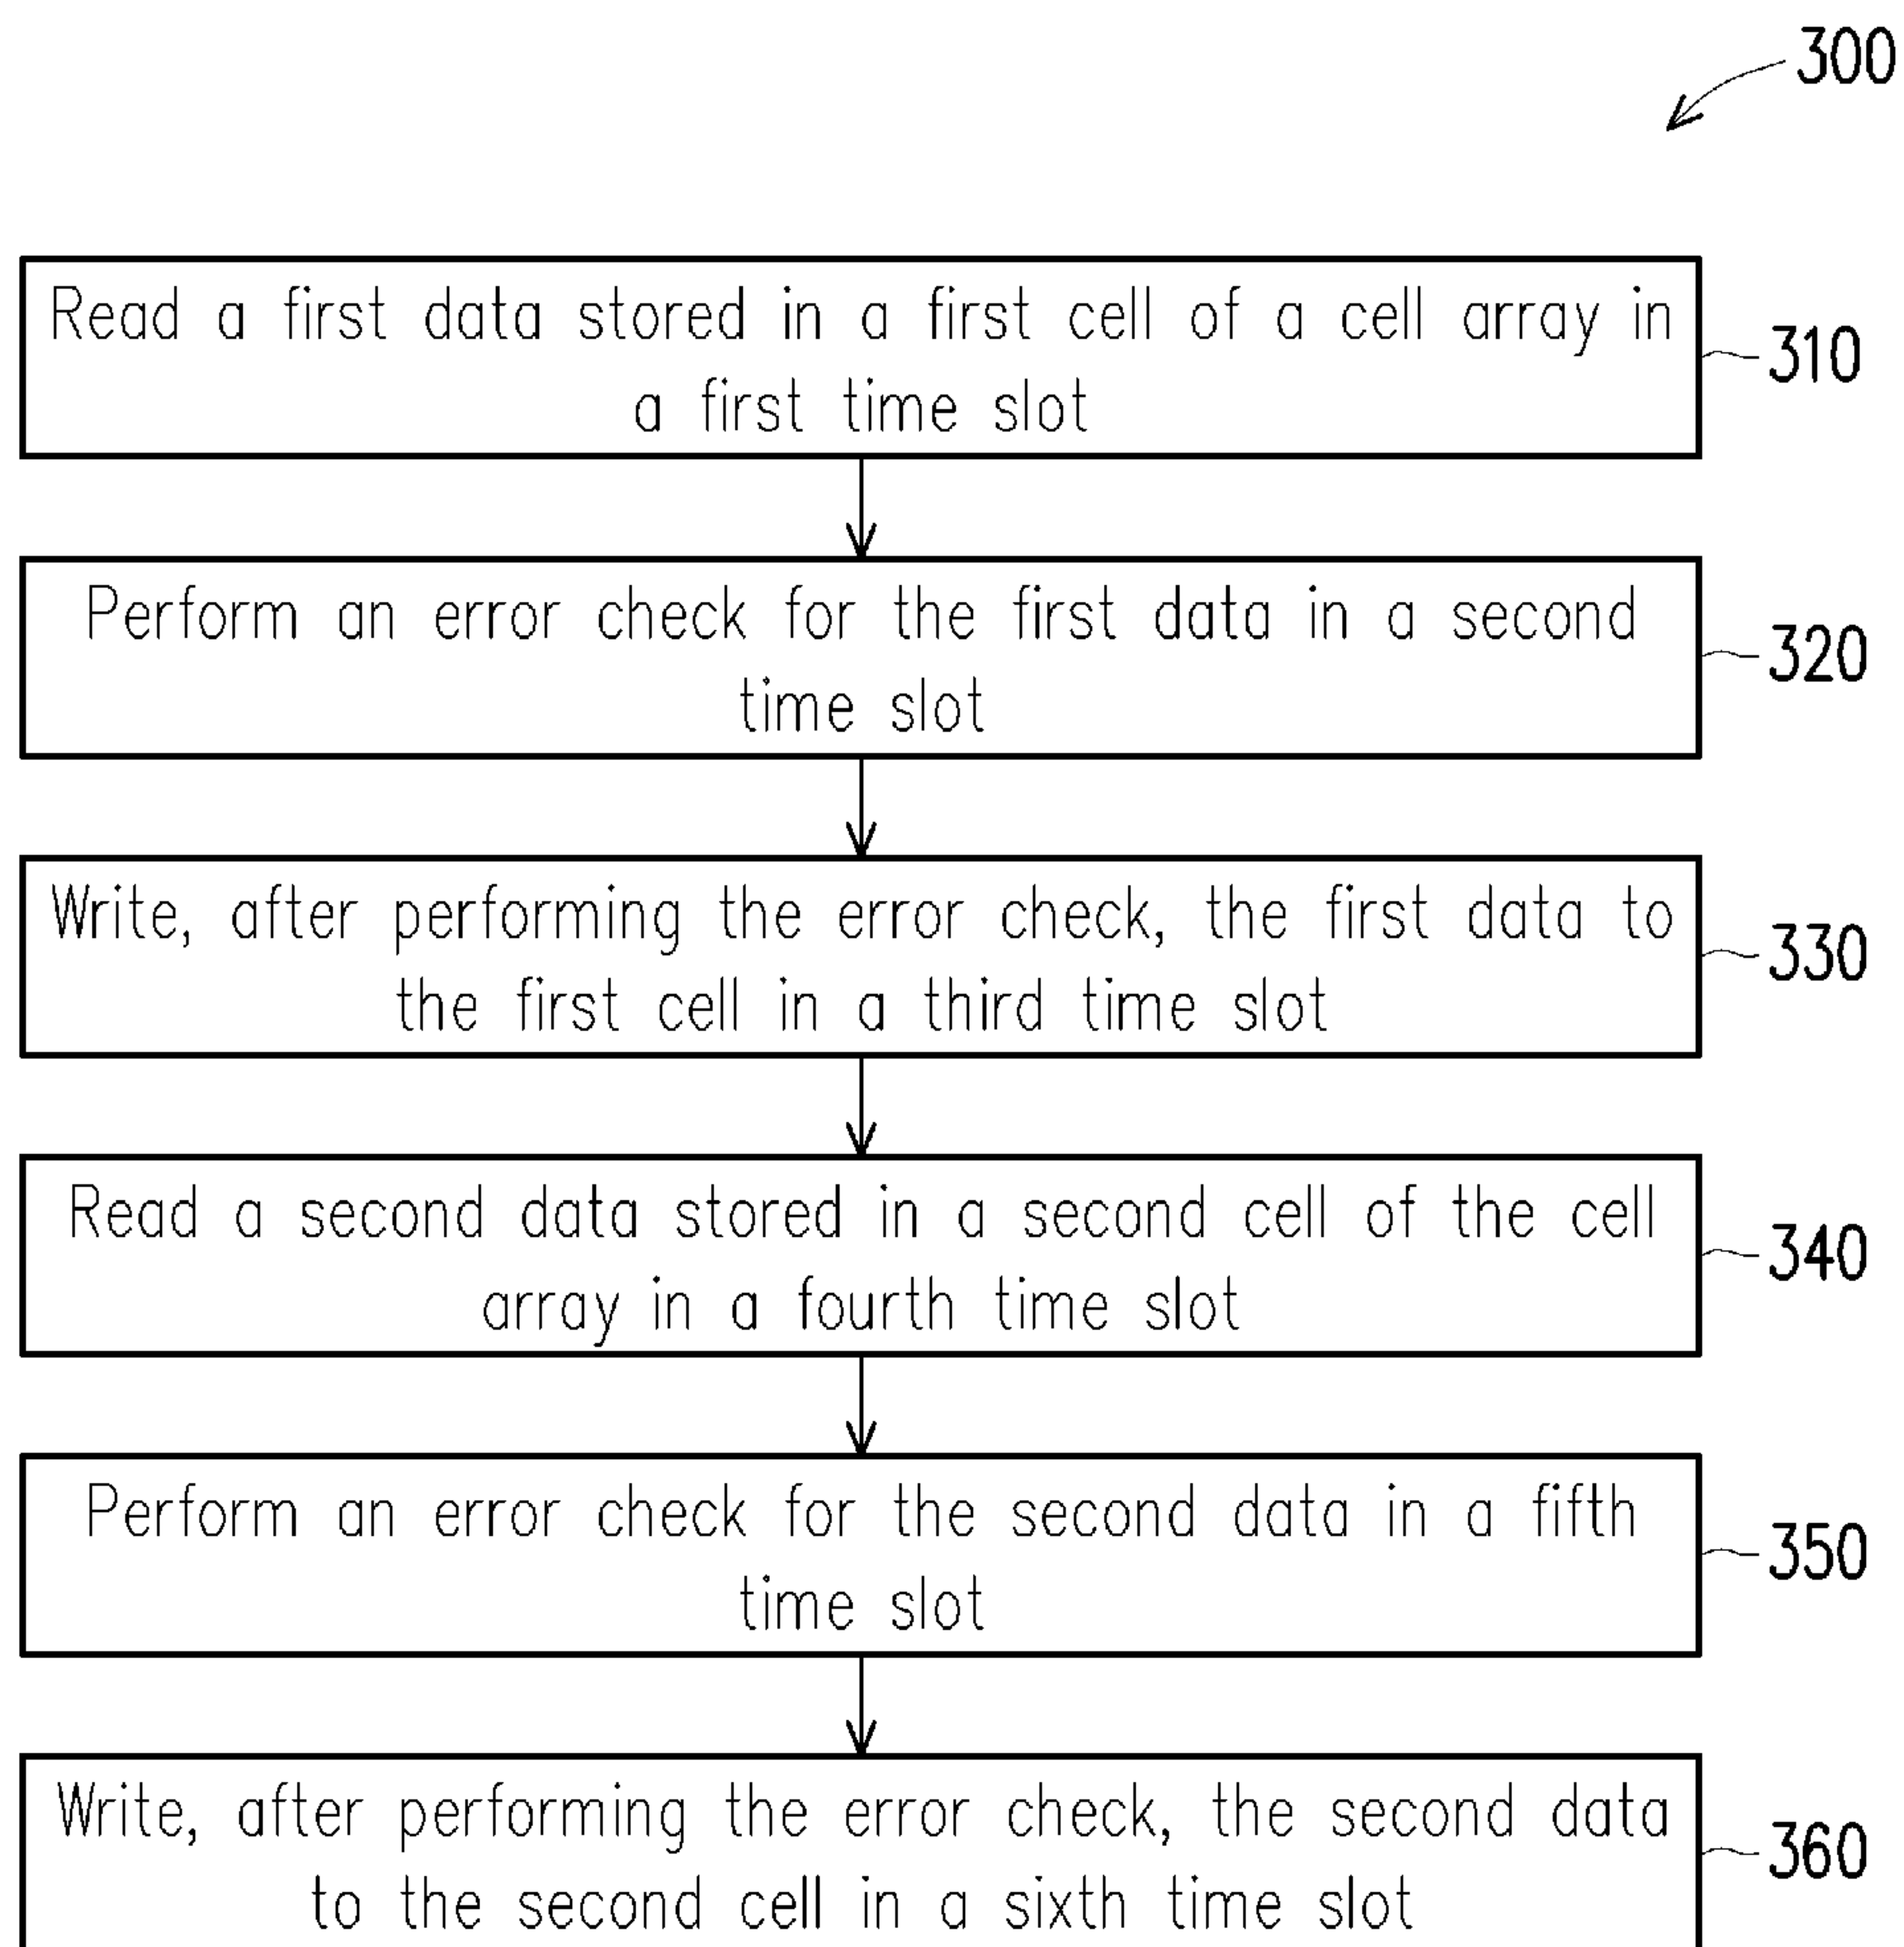 300
Read a first data stored in a first cell of a cell array in
a first time slot
310
Perform an error check for the first data in a second
time slot
320
Write, after performing the error check, the first data to
the first cell in a third time slot
330
Read a second data stored in a second cell of the cell
array in a fourth time slot
340
Perform an error check for the second data in a fifth
time slot
350
Write, after performing the error check, the second data
to the second cell in a sixth time slot
360